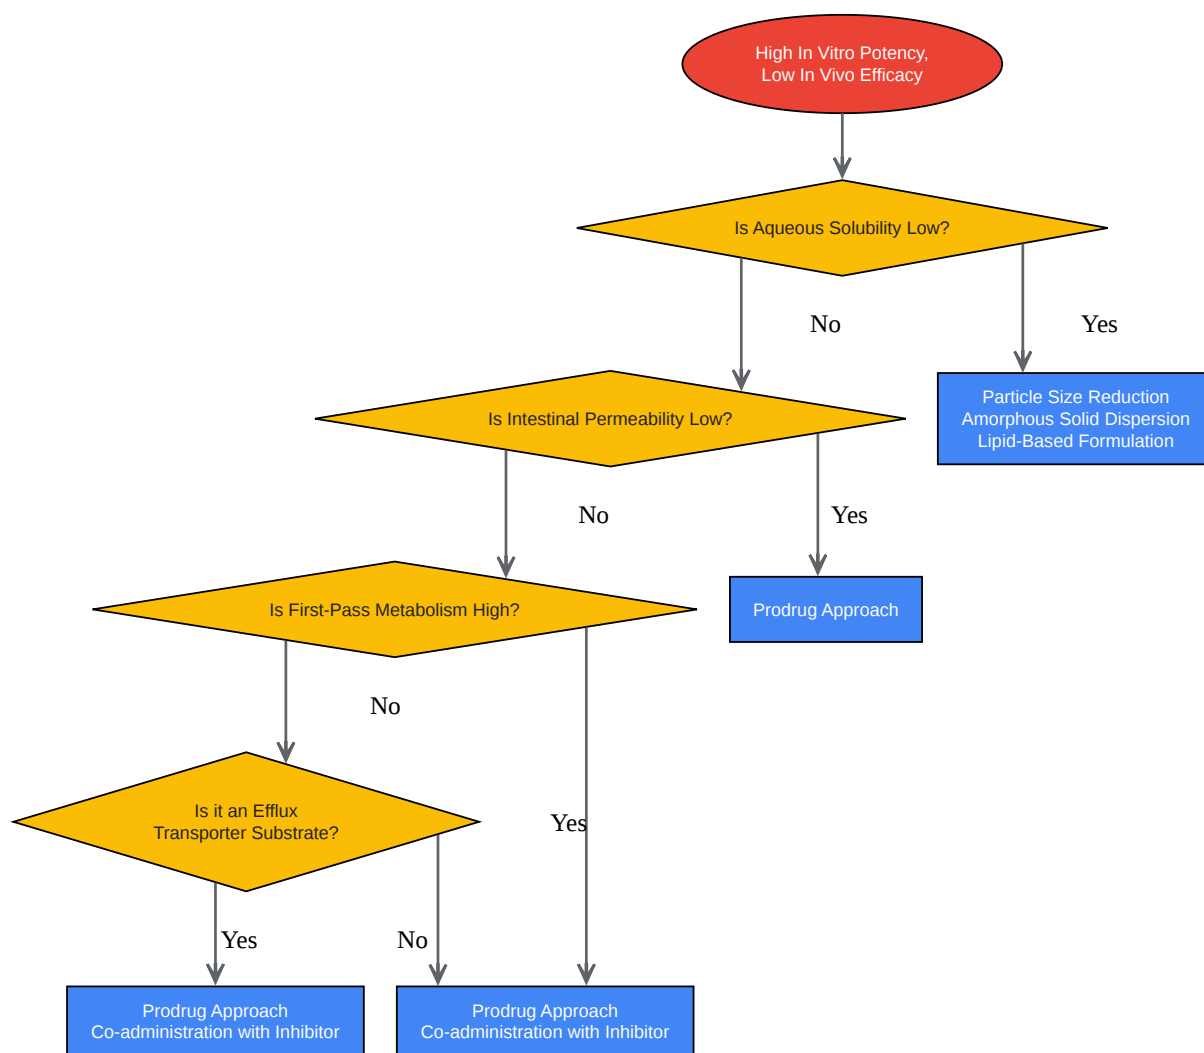 High In Vitro Potency,
Low In Vivo Efficacy
Is Aqueous Solubility Low?
No
Yes
Particle Size Reduction
Amorphous Solid Dispersion
Lipid-Based Formulation
Is Intestinal Permeability Low?
No
Yes
Prodrug Approach
Is First-Pass Metabolism High?
No
Yes
Is it an Efflux
Transporter Substrate?
Yes
No
Prodrug Approach
Co-administration with Inhibitor
Prodrug Approach
Co-administration with Inhibitor